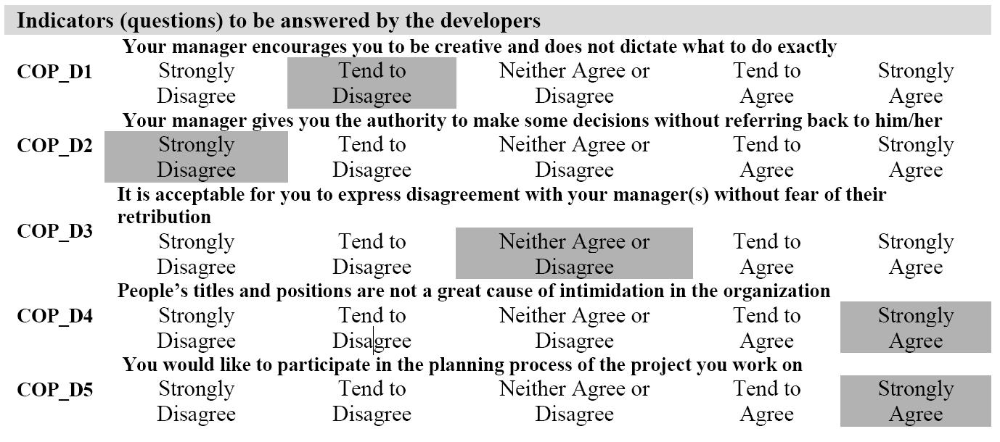 Indicators (questions) to be answered by the developers
Your manager encourages you to be creative and does not dictate what to do exactly
COP_D1
Strongly Tend to Neither Agree or Tend to Strongly
Disagree Disagree Disagree Agree Agree
Your manager gives you the authority to make some decisions without referring back to him/her
COP_D2
Strongly Tend to Neither Agree or Tend to Strongly
Disagree Disagree Disagree Agree Agree
It is acceptable for you to express disagreement with your manager(s) without fear of their
retribution
COP_D3
Strongly Tend to Neither Agree or Tend to Strongly
Disagree Disagree Disagree Agree Agree
People’s titles and positions are not a great cause of intimidation in the organization
COP_D4
Strongly Tend to Neither Agree or Tend to Strongly
Disagree Disagree Disagree Agree Agree
You would like to participate in the planning process of the project you work on
COP_D5
Strongly Tend to Neither Agree or Tend to Strongly
Disagree Disagree Disagree Agree Agree